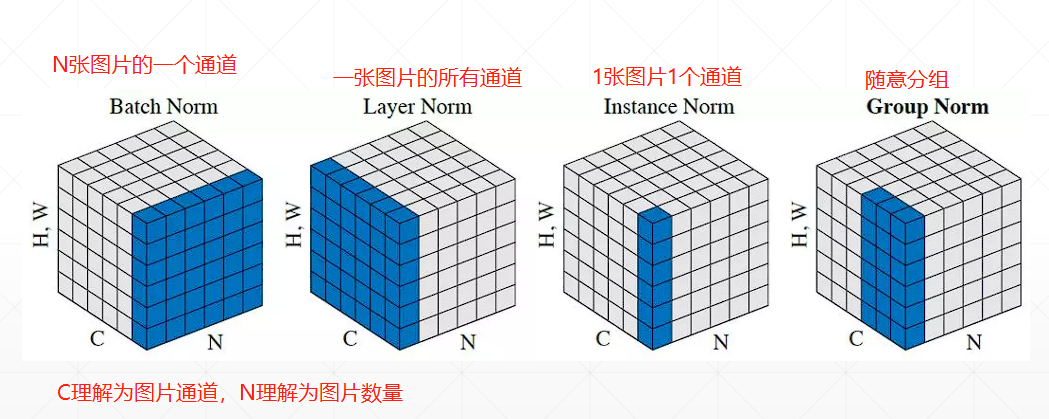 N张图片的一个通道
一张图片的所有通道
1张图片1个通道
随意分组
Batch Norm
Layer Norm
Instance Norm
Group Norm
H, W
H, W
H, W
H, W
C
N
C
N
C
N
C
N
C理解为图片通道，N理解为图片数量